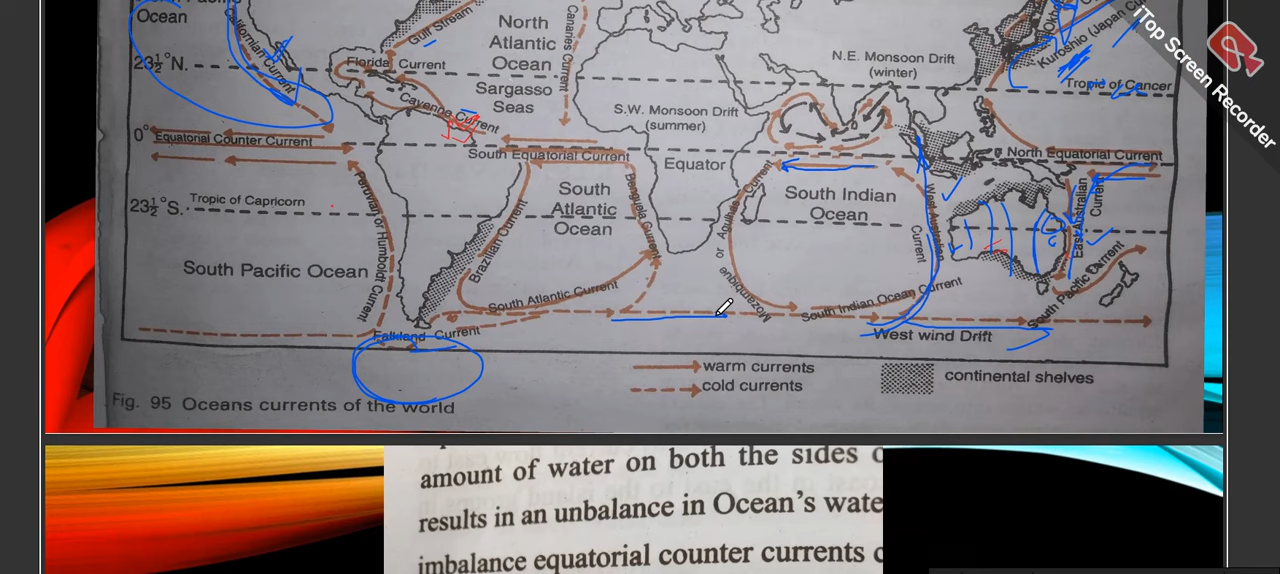 Ocean
Californian Current
Gulf Stream
North
Atlantic
Ocean
Canaries Current
N.E. Monsoon Drift
(winter)
Kuroshio (Japan C
iTop Screen Recorder
23½°N.
Florida Current
Tropic of Cancer
Sargasso
Seas
Cayenne Current
S.W. Monsoon Drift
(summer)
0°
Equatorial Counter Current
South Equatorial Current
Equator
North Equatorial Current
Peruvian or Humboldt Current
Brazilian Current
Benguela Current
South
Atlantic
Ocean
Mozambique or Agulhas Current
South Indian
Ocean
West Australian
Current
East Australian
Current
23½°S.
Tropic of Capricorn
South Pacific Ocean
South Atlantic Current
South Indian Ocean Current
South Pacific Current
Falkland Current
West wind Drift
warm currents
cold currents
continental shelves
Fig. 95 Oceans currents of the world
amount of water on both the sides
results in an unbalance in Ocean's wate
imbalance equatorial counter currents